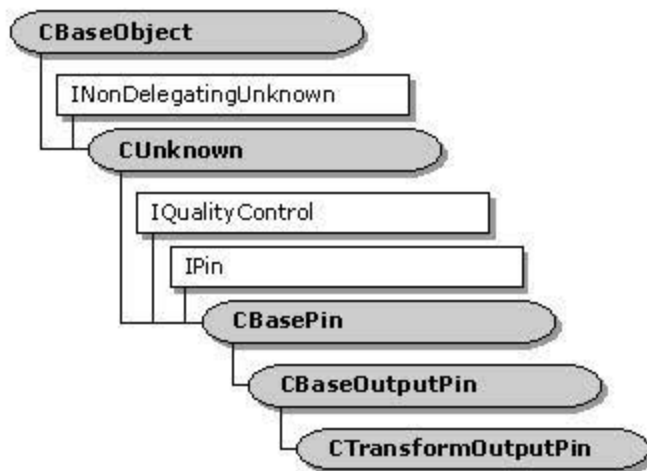 CBaseObject
INonDelegatingUnknown
CUnknown
IQualityControl
IPin
CBasePin
CBaseOutputPin
CTransformOutputPin